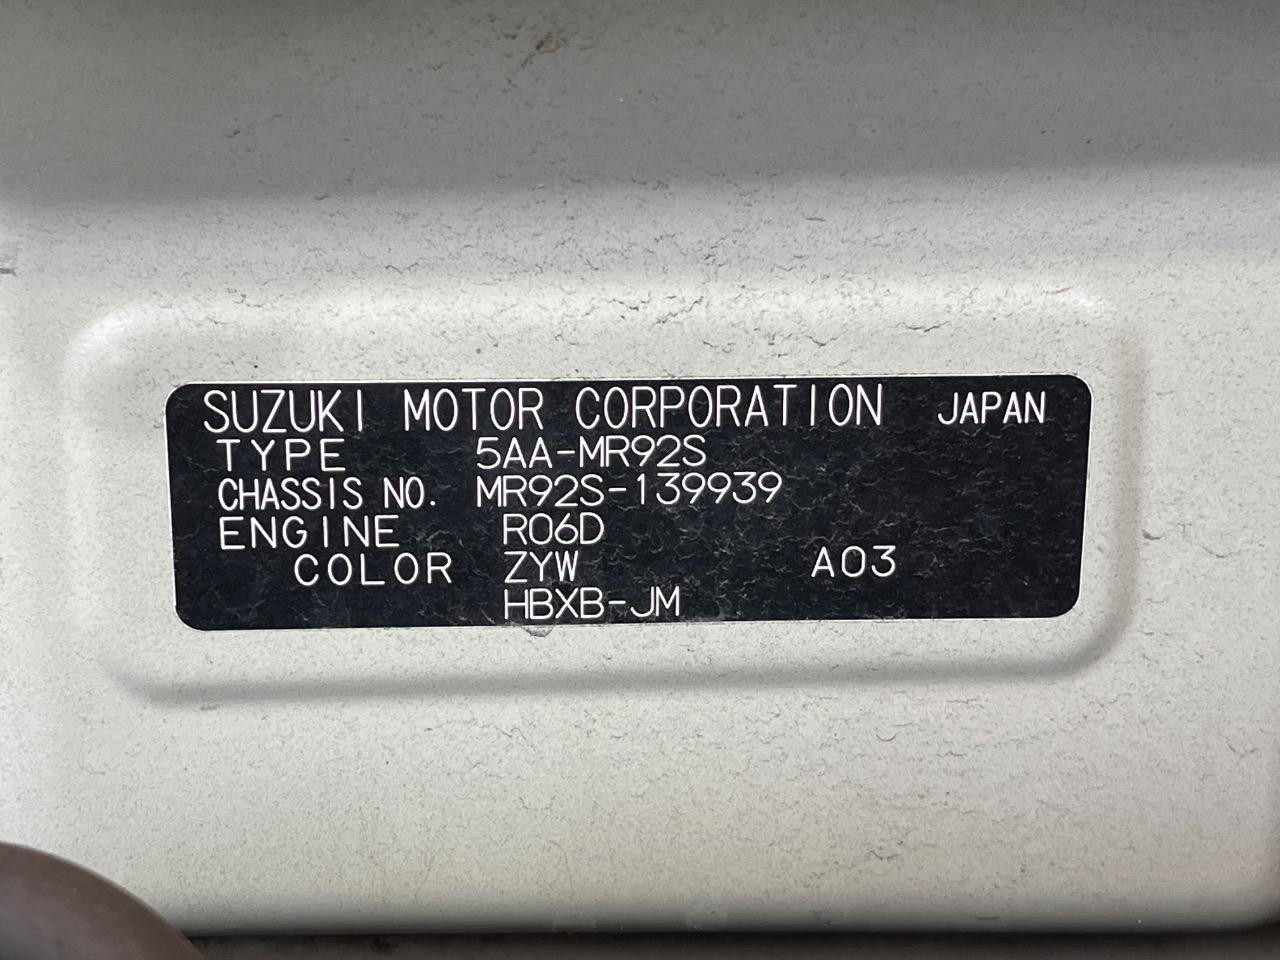 SUZUKI MOTOR CORPORATION JAPAN
TYPE 5AA-MR92S
CHASSIS NO. MR92S-139939
ENGINE R06D
COLOR ZYW A03
HBXB-JM